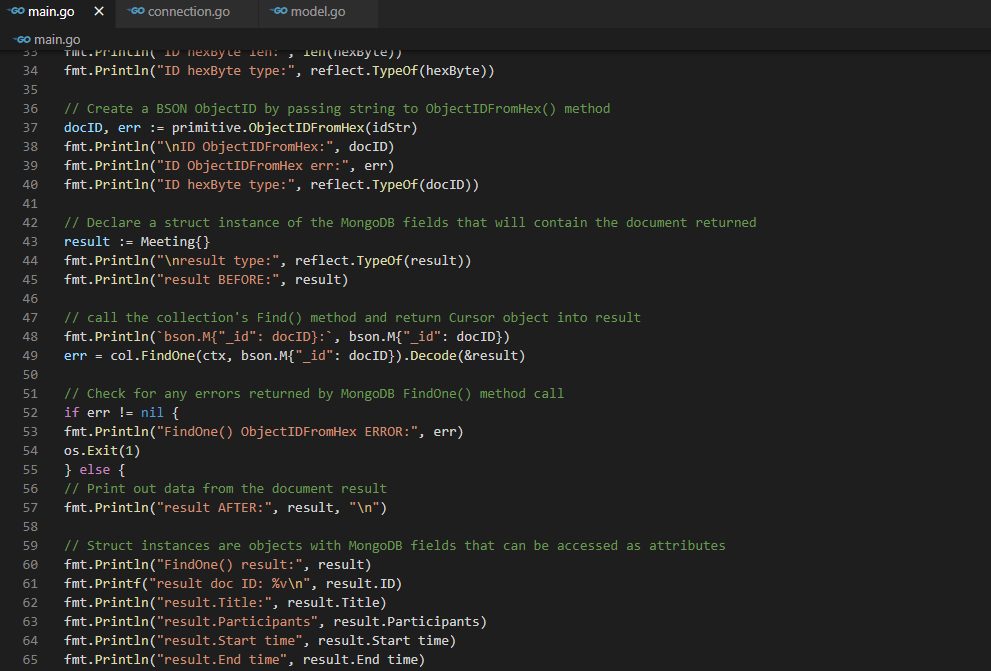 main.go × connection.go model.go
main.go
33 fmt.Println("ID hexByte len:", len(hexByte))
34 fmt.Println("ID hexByte type:", reflect.TypeOf(hexByte))
35
36 // Create a BSON ObjectID by passing string to ObjectIDFromHex() method
37 docID, err := primitive.ObjectIDFromHex(idStr)
38 fmt.Println("\nID ObjectIDFromHex:", docID)
39 fmt.Println("ID ObjectIDFromHex err:", err)
40 fmt.Println("ID hexByte type:", reflect.TypeOf(docID))
41
42 // Declare a struct instance of the MongoDB fields that will contain the document returned
43 result := Meeting{}
44 fmt.Println("\nresult type:", reflect.TypeOf(result))
45 fmt.Println("result BEFORE:", result)
46
47 // call the collection's Find() method and return Cursor object into result
48 fmt.Println(`bson.M{"_id": docID}:`, bson.M{"_id": docID})
49 err = col.FindOne(ctx, bson.M{"_id": docID}).Decode(&result)
50
51 // Check for any errors returned by MongoDB FindOne() method call
52 if err != nil {
53 fmt.Println("FindOne() ObjectIDFromHex ERROR:", err)
54 os.Exit(1)
55 } else {
56 // Print out data from the document result
57 fmt.Println("result AFTER:", result, "\n")
58
59 // Struct instances are objects with MongoDB fields that can be accessed as attributes
60 fmt.Println("FindOne() result:", result)
61 fmt.Printf("result doc ID: %v\n", result.ID)
62 fmt.Println("result.Title:", result.Title)
63 fmt.Println("result.Participants", result.Participants)
64 fmt.Println("result.Start time", result.Start time)
65 fmt.Println("result.End time", result.End time)